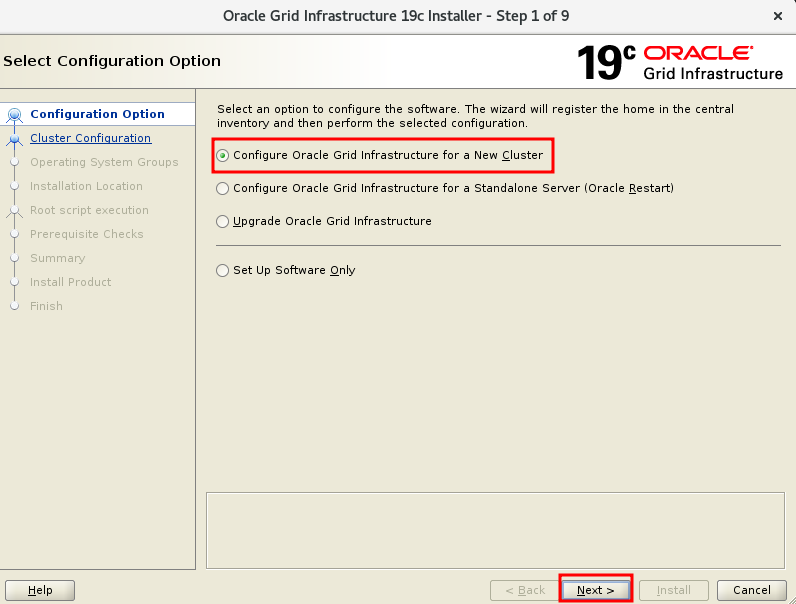 Oracle Grid Infrastructure 19c Installer - Step 1 of 9
Select Configuration Option
19c ORACLE
Grid Infrastructure
Configuration Option
Cluster Configuration
Operating System Groups
Installation Location
Root script execution
Prerequisite Checks
Summary
Install Product
Finish
Select an option to configure the software. The wizard will register the home in the central
inventory and then perform the selected configuration.
Configure Oracle Grid Infrastructure for a New Cluster
Configure Oracle Grid Infrastructure for a Standalone Server (Oracle Restart)
Upgrade Oracle Grid Infrastructure
Set Up Software Only
Help
< Back
Next >
Install
Cancel